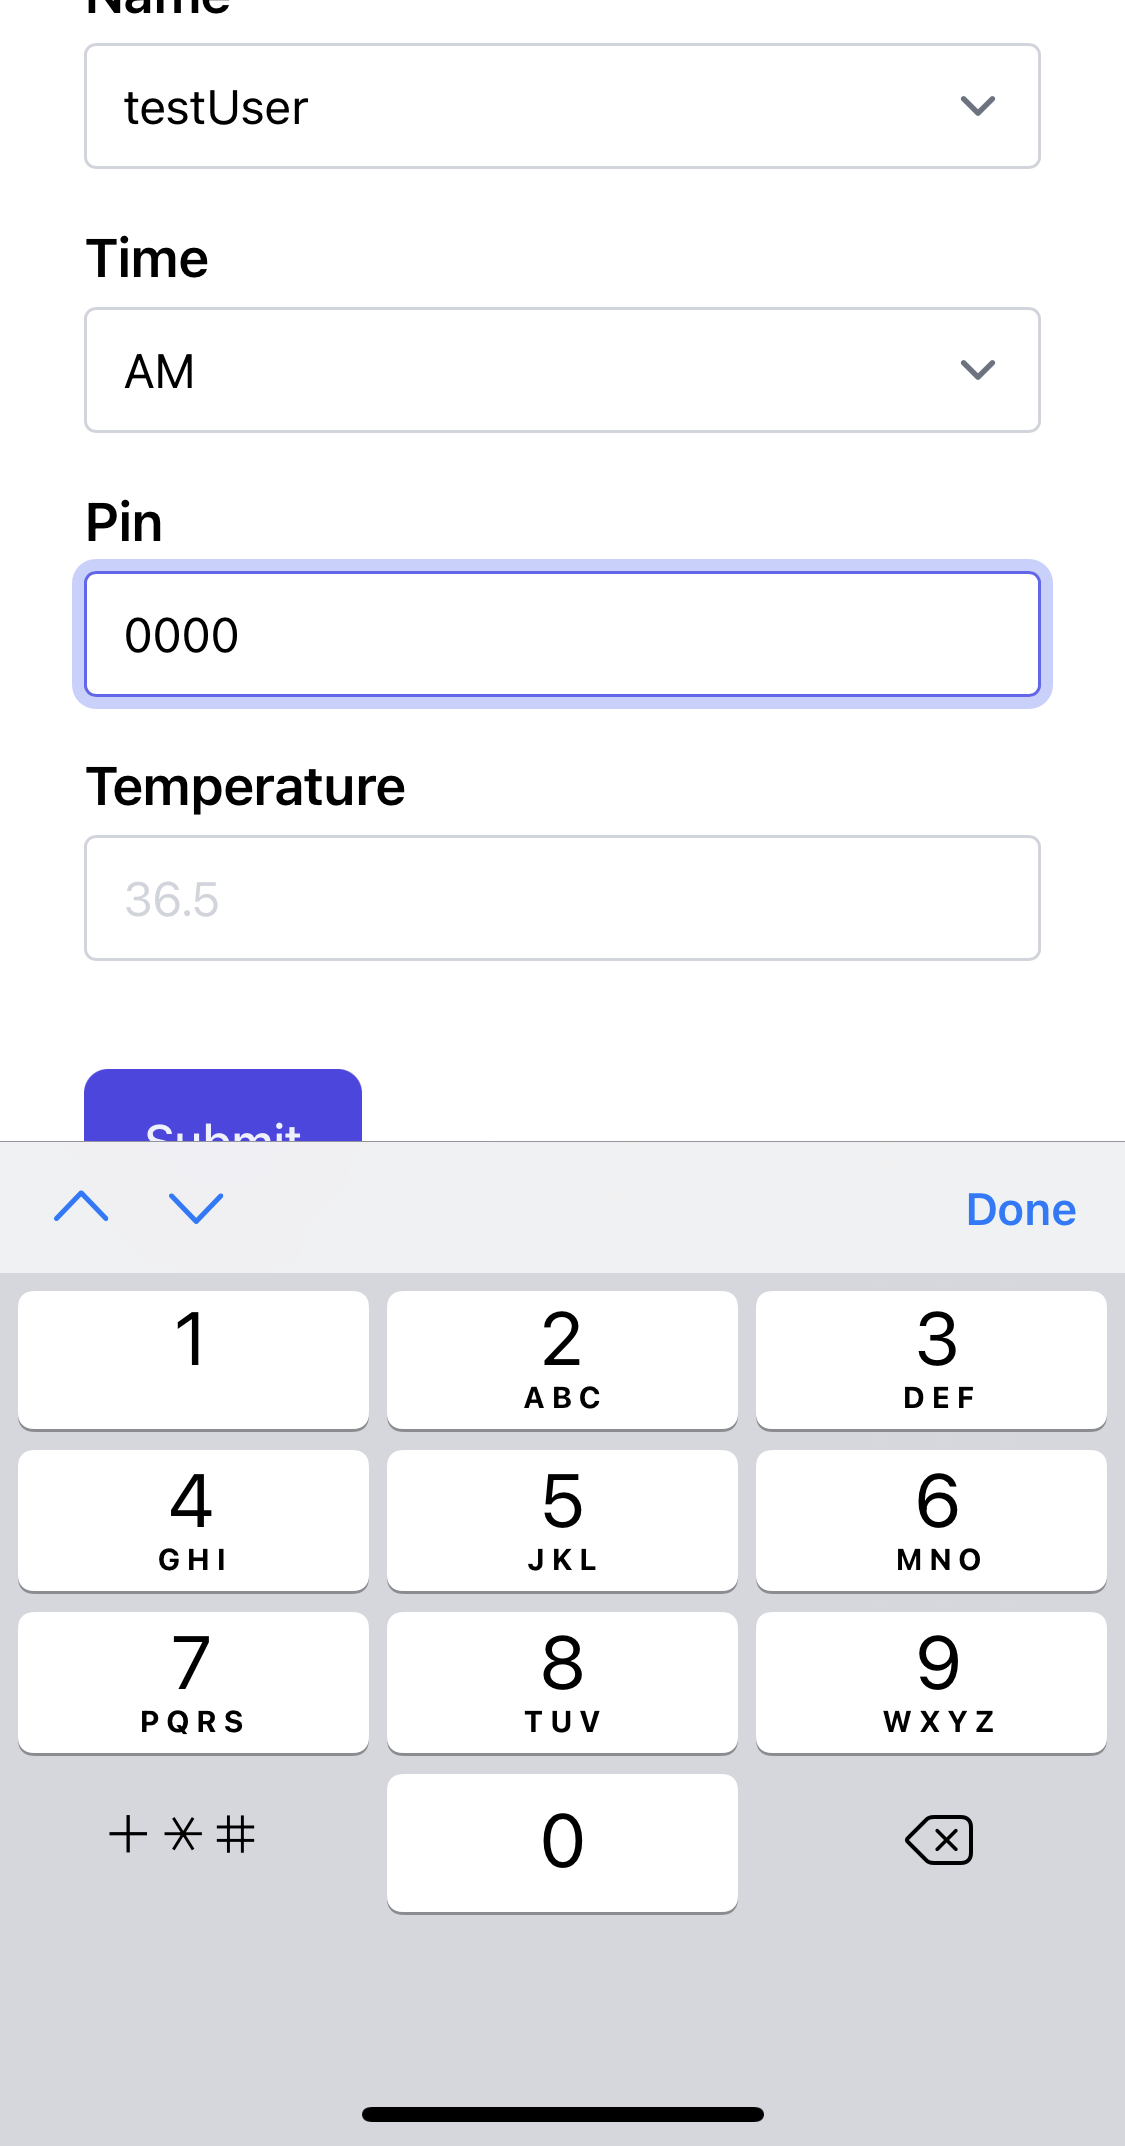 Name
testUser
Time
AM
Pin
0000
Temperature
36.5
Submit
Done
1
2
ABC
3
DEF
4
GHI
5
JKL
6
MNO
7
PQRS
8
TUV
9
WXYZ
+*#
0